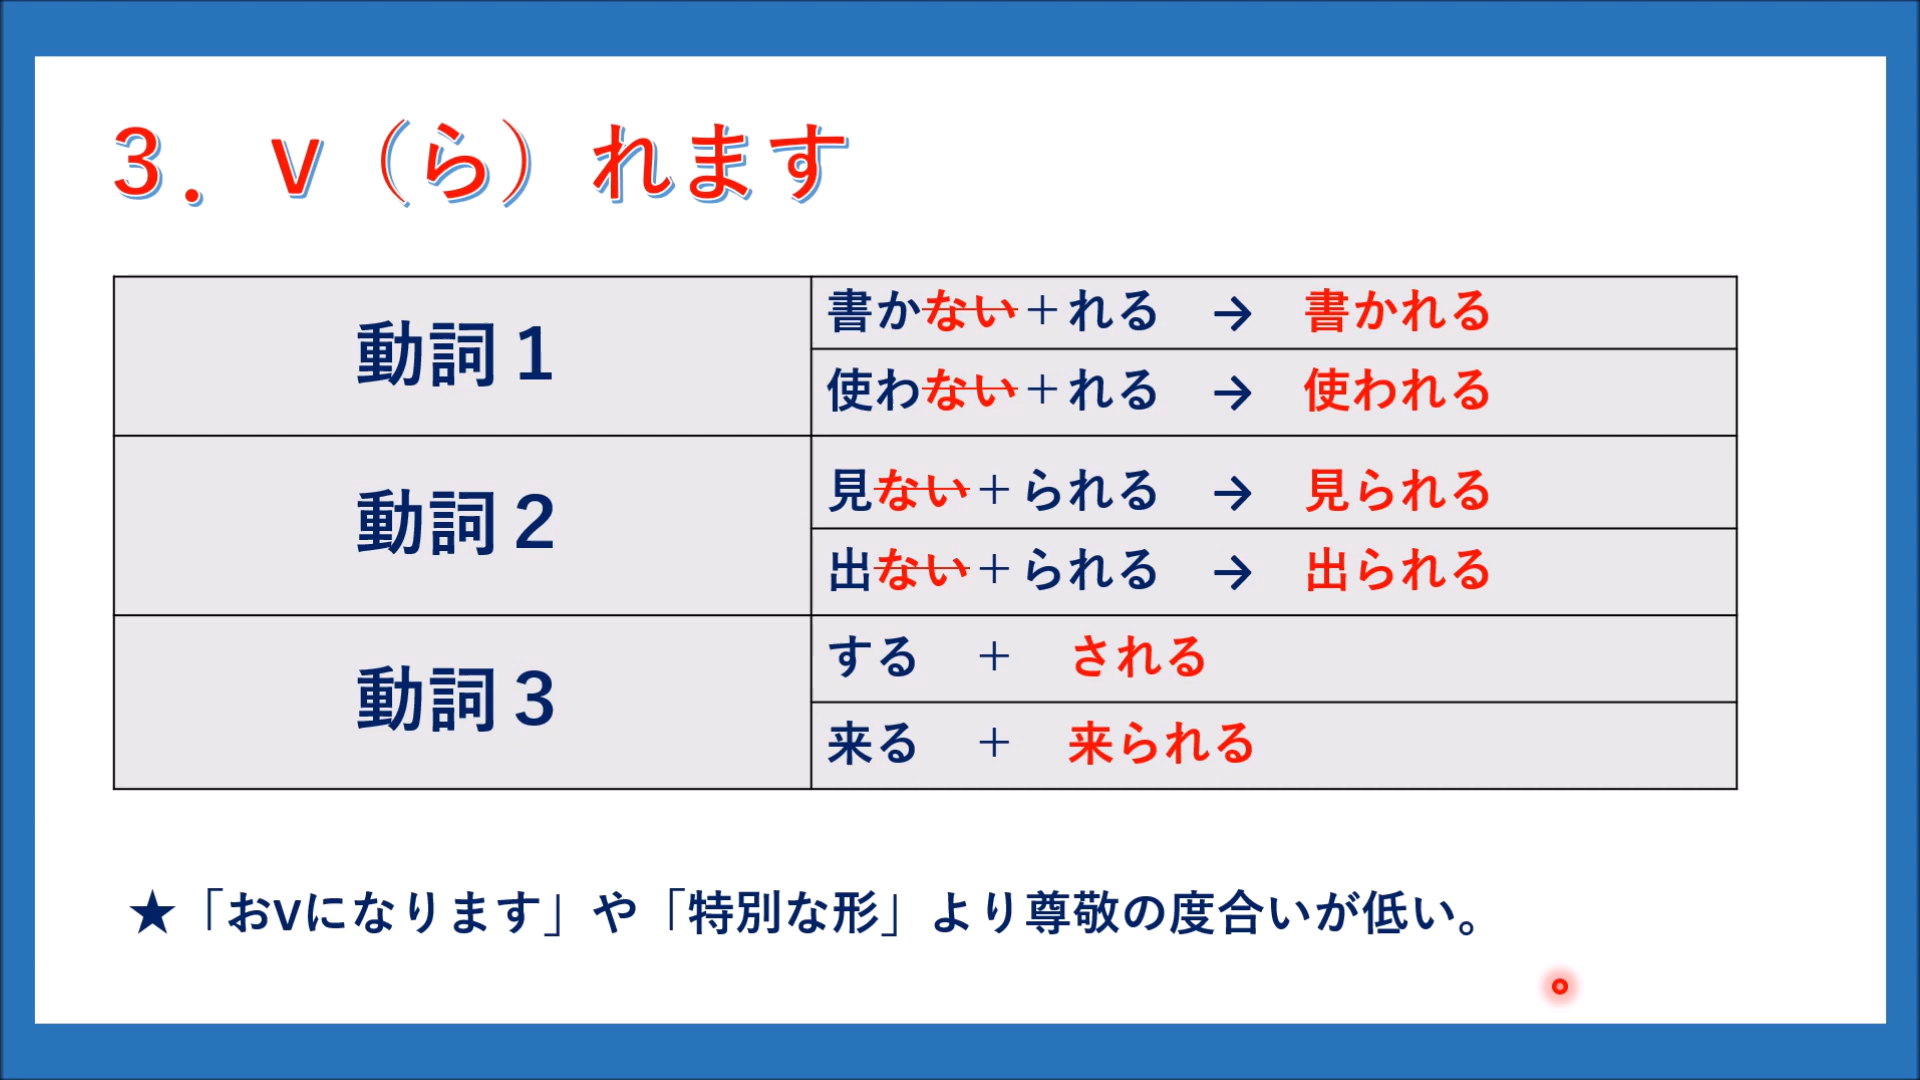 3．V（ら）れます
動詞1
書かない＋れる　→　書かれる
使わない＋れる　→　使われる
動詞2
見ない＋られる　→　見られる
出ない＋られる　→　出られる
動詞3
する　＋　される
来る　＋　来られる
★「おVになります」や「特別な形」より尊敬の度合いが低い。